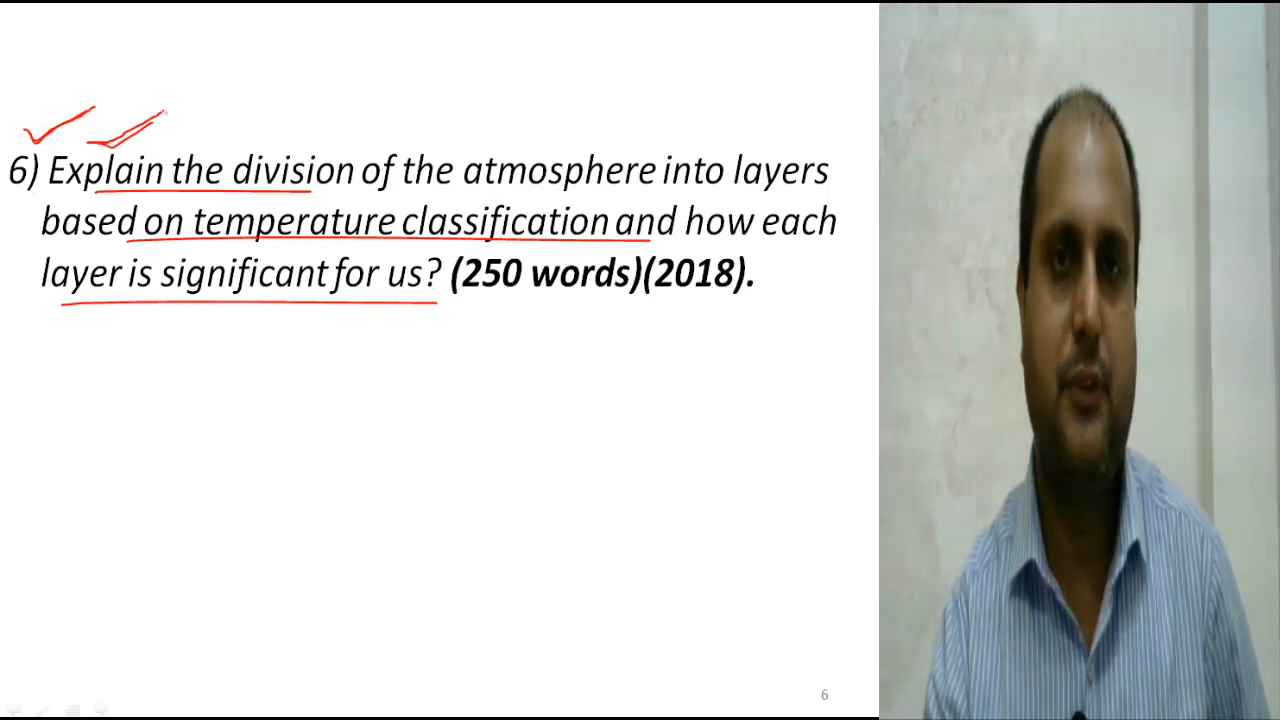 6) Explain the division of the atmosphere into layers
based on temperature classification and how each
layer is significant for us? (250 words)(2018).
6